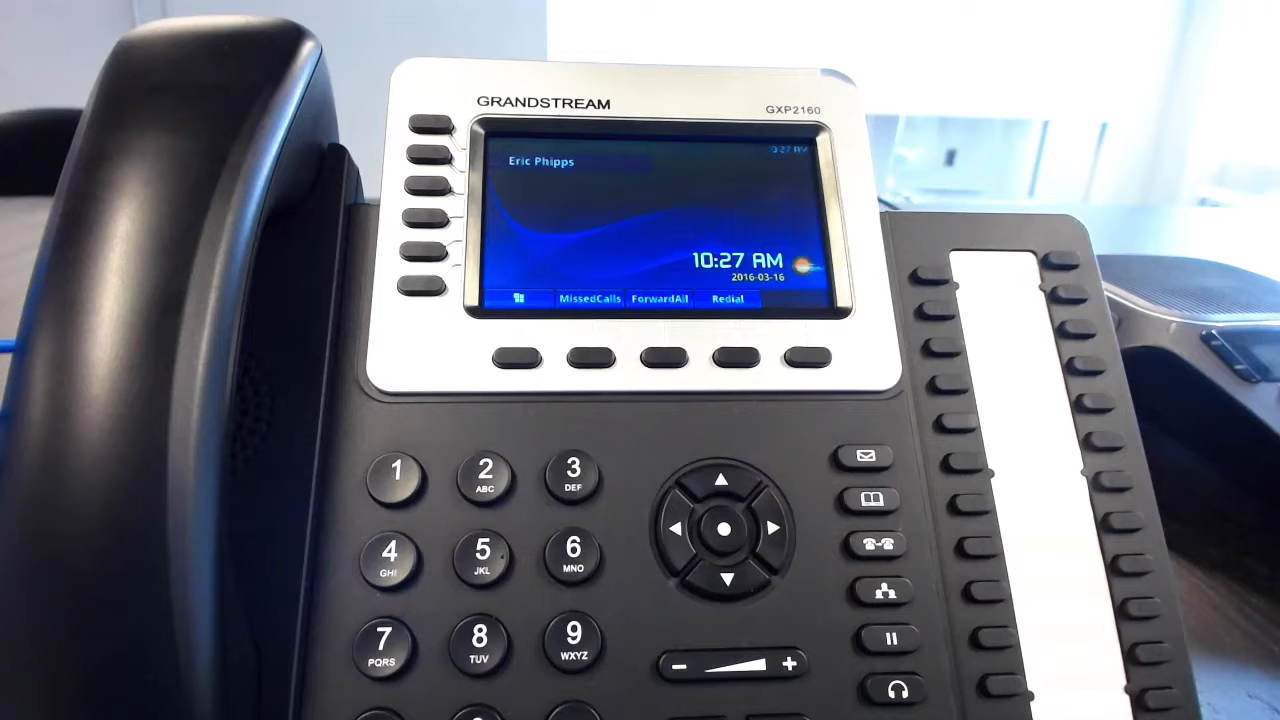 GRANDSTREAM
GXP2160
Eric Phipps
10:27 AM
2016-03-16
MissedCalls ForwardAll Redial
1
2 ABC
3 DEF
4 GHI
5 JKL
6 MNO
7 PQRS
8 TUV
9 WXYZ
− +